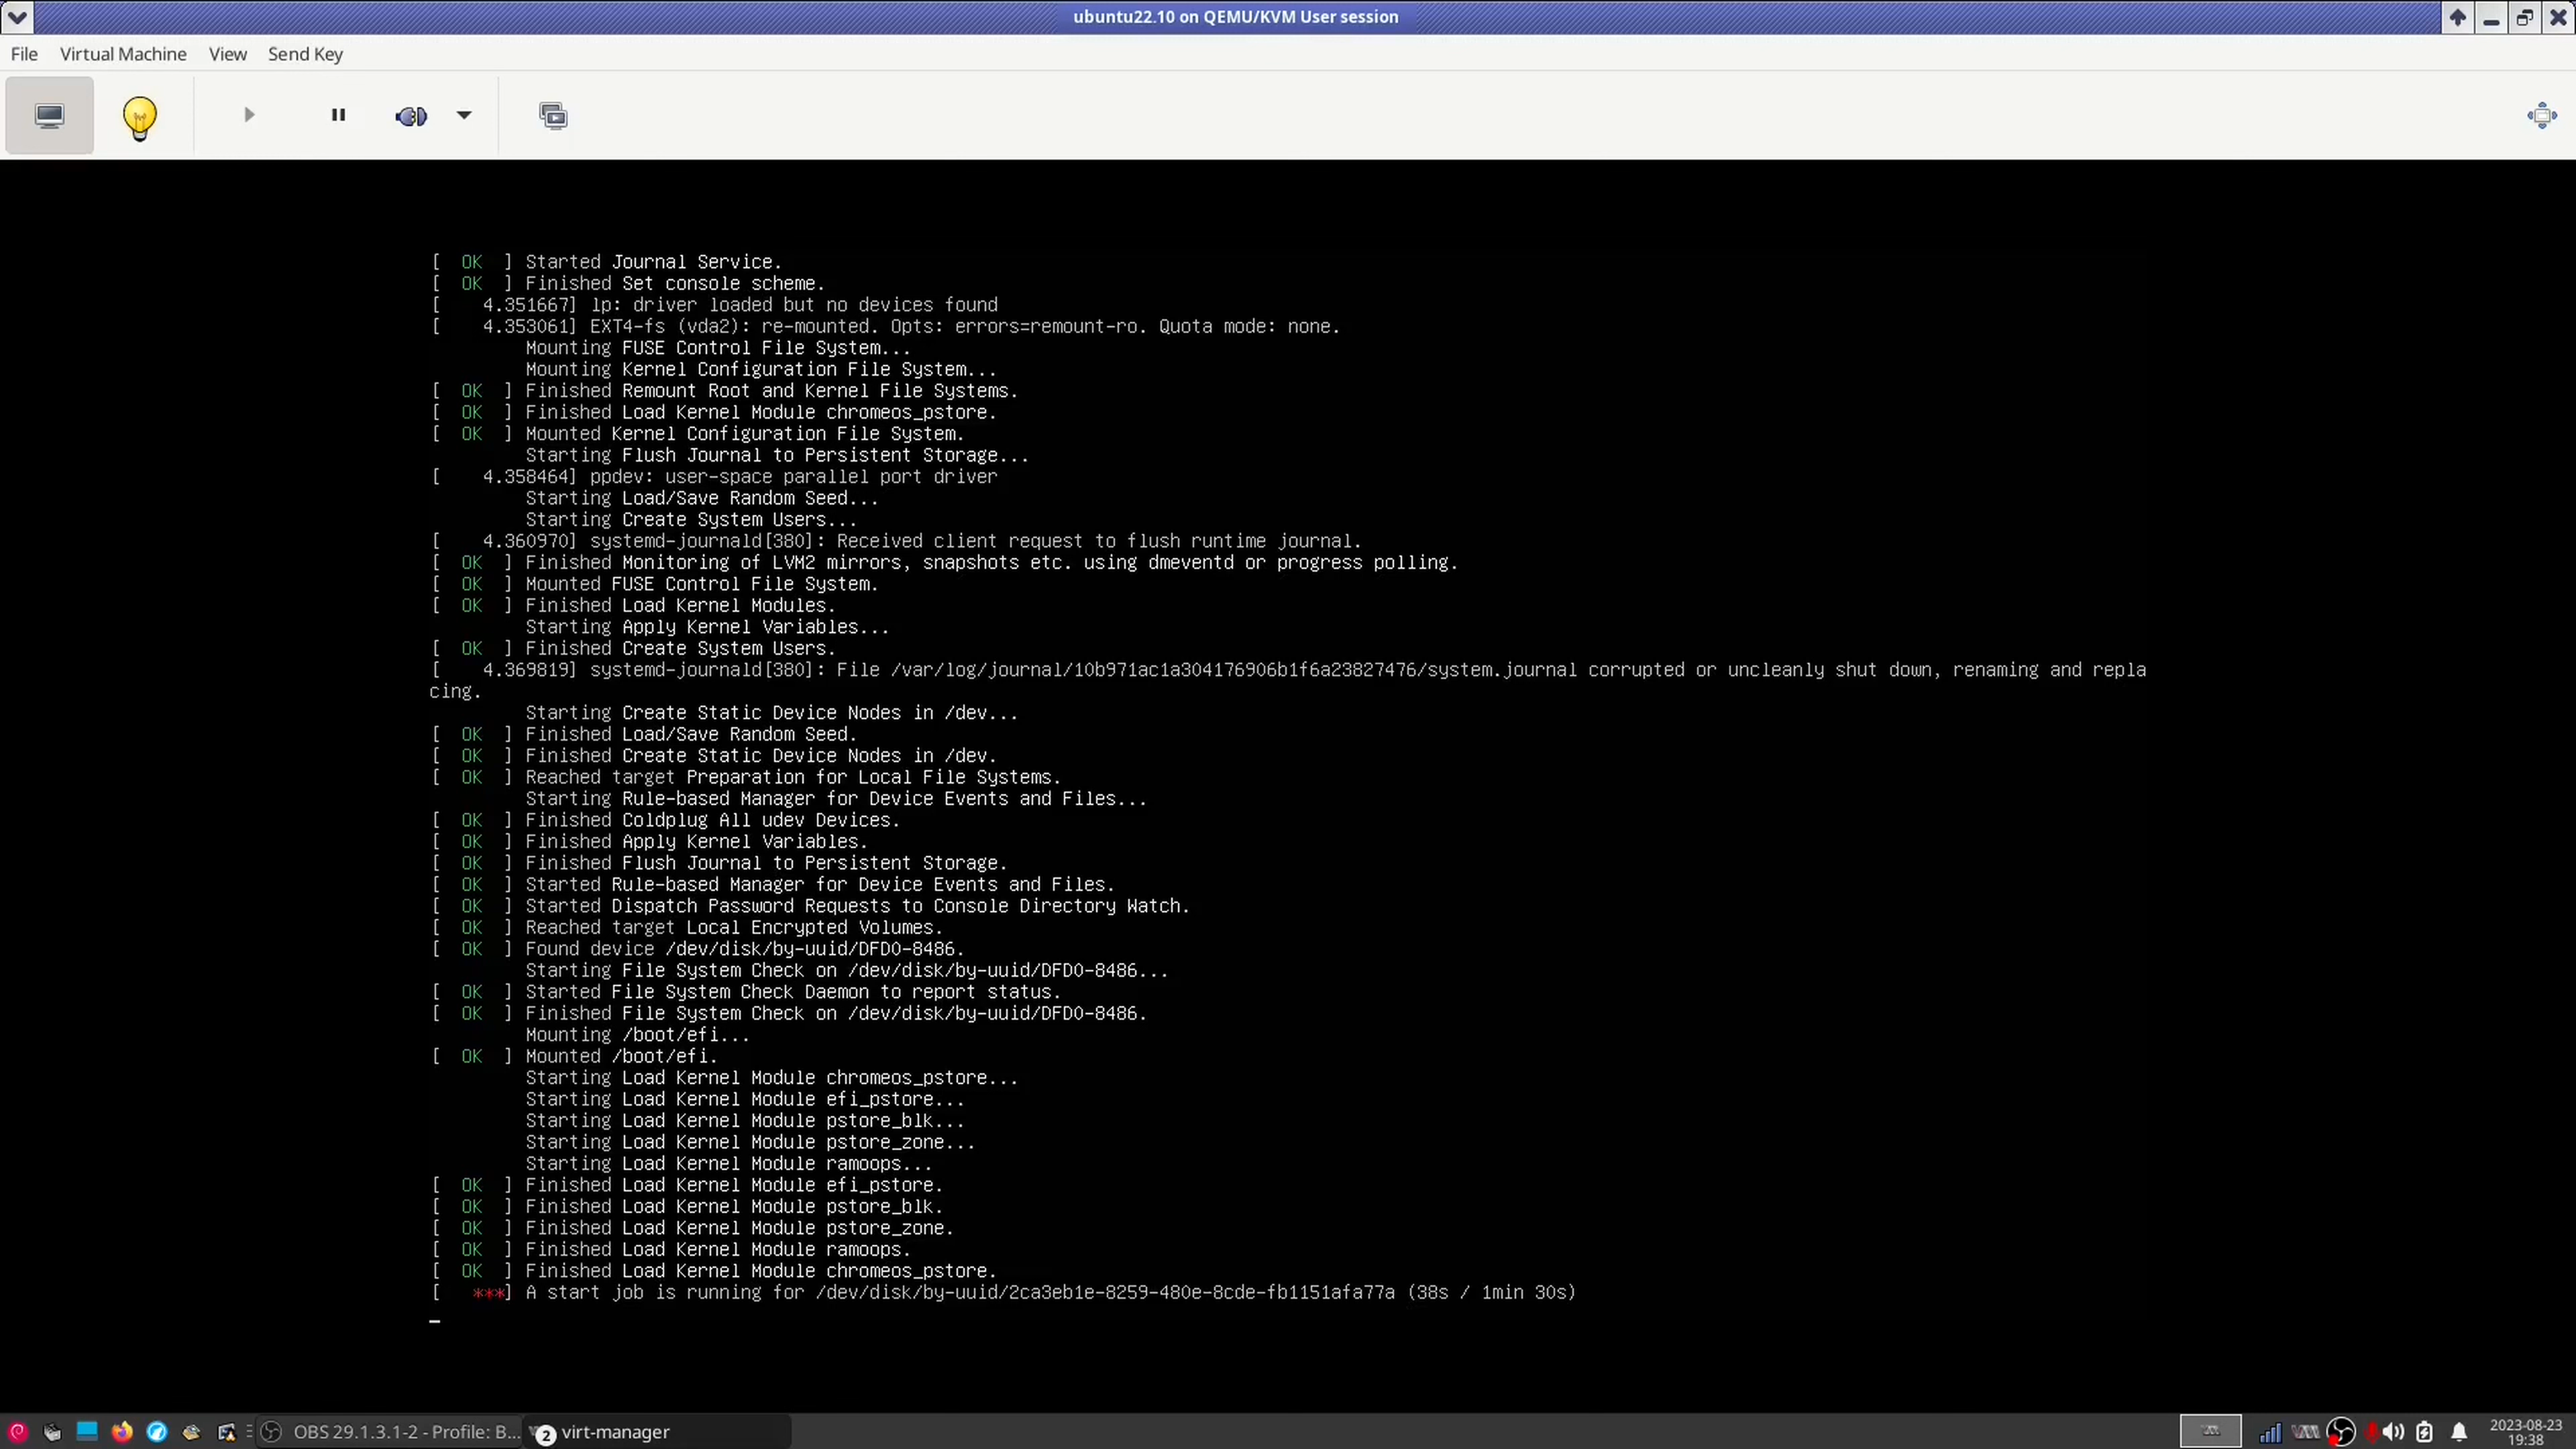 ubuntu22.10 on QEMU/KVM User session
File Virtual Machine View Send Key
[ OK ] Started Journal Service.
[ OK ] Finished Set console scheme.
[ 4.351667] lp: driver loaded but no devices found
[ 4.353061] EXT4-fs (vda2): re-mounted. Opts: errors=remount-ro. Quota mode: none.
Mounting FUSE Control File System...
Mounting Kernel Configuration File System...
[ OK ] Finished Remount Root and Kernel File Systems.
[ OK ] Finished Load Kernel Module chromeos_pstore.
[ OK ] Mounted Kernel Configuration File System.
Starting Flush Journal to Persistent Storage...
[ 4.358464] ppdev: user-space parallel port driver
Starting Load/Save Random Seed...
Starting Create System Users...
[ 4.360970] systemd-journald[380]: Received client request to flush runtime journal.
[ OK ] Finished Monitoring of LVM2 mirrors, snapshots etc. using dmeventd or progress polling.
[ OK ] Mounted FUSE Control File System.
[ OK ] Finished Load Kernel Modules.
Starting Apply Kernel Variables...
[ OK ] Finished Create System Users.
[ 4.369819] systemd-journald[380]: File /var/log/journal/10b971ac1a304176906b1f6a23827476/system.journal corrupted or uncleanly shut down, renaming and repla
cing.
Starting Create Static Device Nodes in /dev...
[ OK ] Finished Load/Save Random Seed.
[ OK ] Finished Create Static Device Nodes in /dev.
[ OK ] Reached target Preparation for Local File Systems.
Starting Rule-based Manager for Device Events and Files...
[ OK ] Finished Coldplug All udev Devices.
[ OK ] Finished Apply Kernel Variables.
[ OK ] Finished Flush Journal to Persistent Storage.
[ OK ] Started Rule-based Manager for Device Events and Files.
[ OK ] Started Dispatch Password Requests to Console Directory Watch.
[ OK ] Reached target Local Encrypted Volumes.
[ OK ] Found device /dev/disk/by-uuid/DFD0-8486.
Starting File System Check on /dev/disk/by-uuid/DFD0-8486...
[ OK ] Started File System Check Daemon to report status.
[ OK ] Finished File System Check on /dev/disk/by-uuid/DFD0-8486.
Mounting /boot/efi...
[ OK ] Mounted /boot/efi.
Starting Load Kernel Module chromeos_pstore...
Starting Load Kernel Module efi_pstore...
Starting Load Kernel Module pstore_blk...
Starting Load Kernel Module pstore_zone...
Starting Load Kernel Module ramoops...
[ OK ] Finished Load Kernel Module efi_pstore.
[ OK ] Finished Load Kernel Module pstore_blk.
[ OK ] Finished Load Kernel Module pstore_zone.
[ OK ] Finished Load Kernel Module ramoops.
[ OK ] Finished Load Kernel Module chromeos_pstore.
[ ***] A start job is running for /dev/disk/by-uuid/2ca3eb1e-8259-480e-8cde-fb1151afa77a (38s / 1min 30s)
OBS 29.1.3.1-2 - Profile: B... 2 virt-manager 2023-08-23
19:38